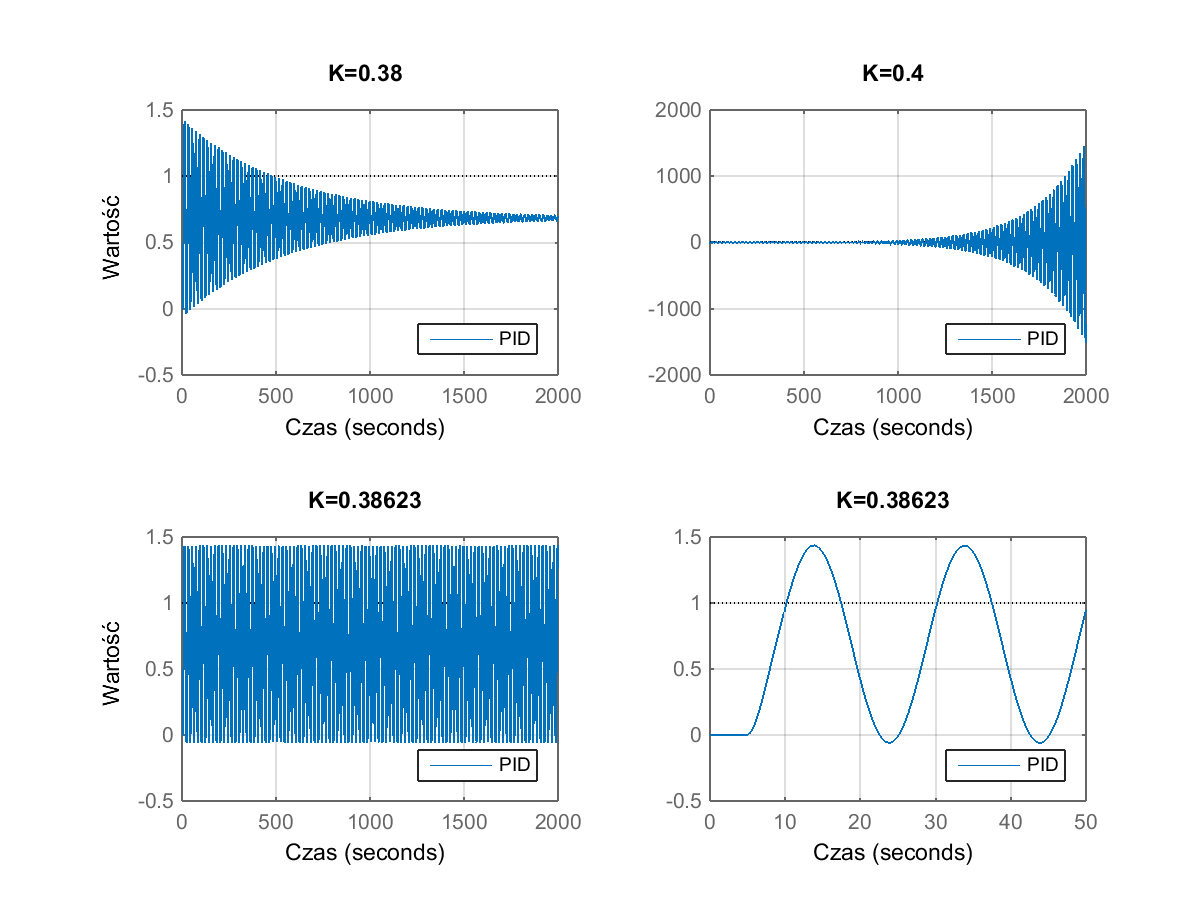 K=0.38
1.5
1
0.5
0
-0.5
Wartość
0 500 1000 1500 2000
Czas (seconds)
PID
K=0.4
2000
1000
0
-1000
-2000
0 500 1000 1500 2000
Czas (seconds)
PID
K=0.38623
1.5
1
0.5
0
-0.5
Wartość
0 500 1000 1500 2000
Czas (seconds)
PID
K=0.38623
1.5
1
0.5
0
-0.5
0 10 20 30 40 50
Czas (seconds)
PID